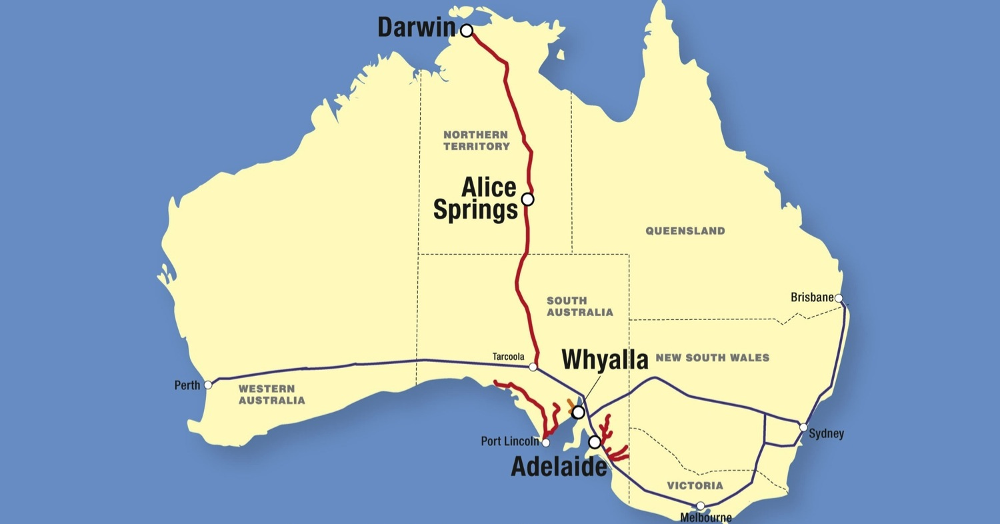 Darwin
NORTHERN
TERRITORY
Alice
Springs
QUEENSLAND
Brisbane
SOUTH
AUSTRALIA
Tarcoola
Whyalla
NEW SOUTH WALES
Perth
WESTERN
AUSTRALIA
Sydney
Port Lincoln
Adelaide
VICTORIA
Melbourne